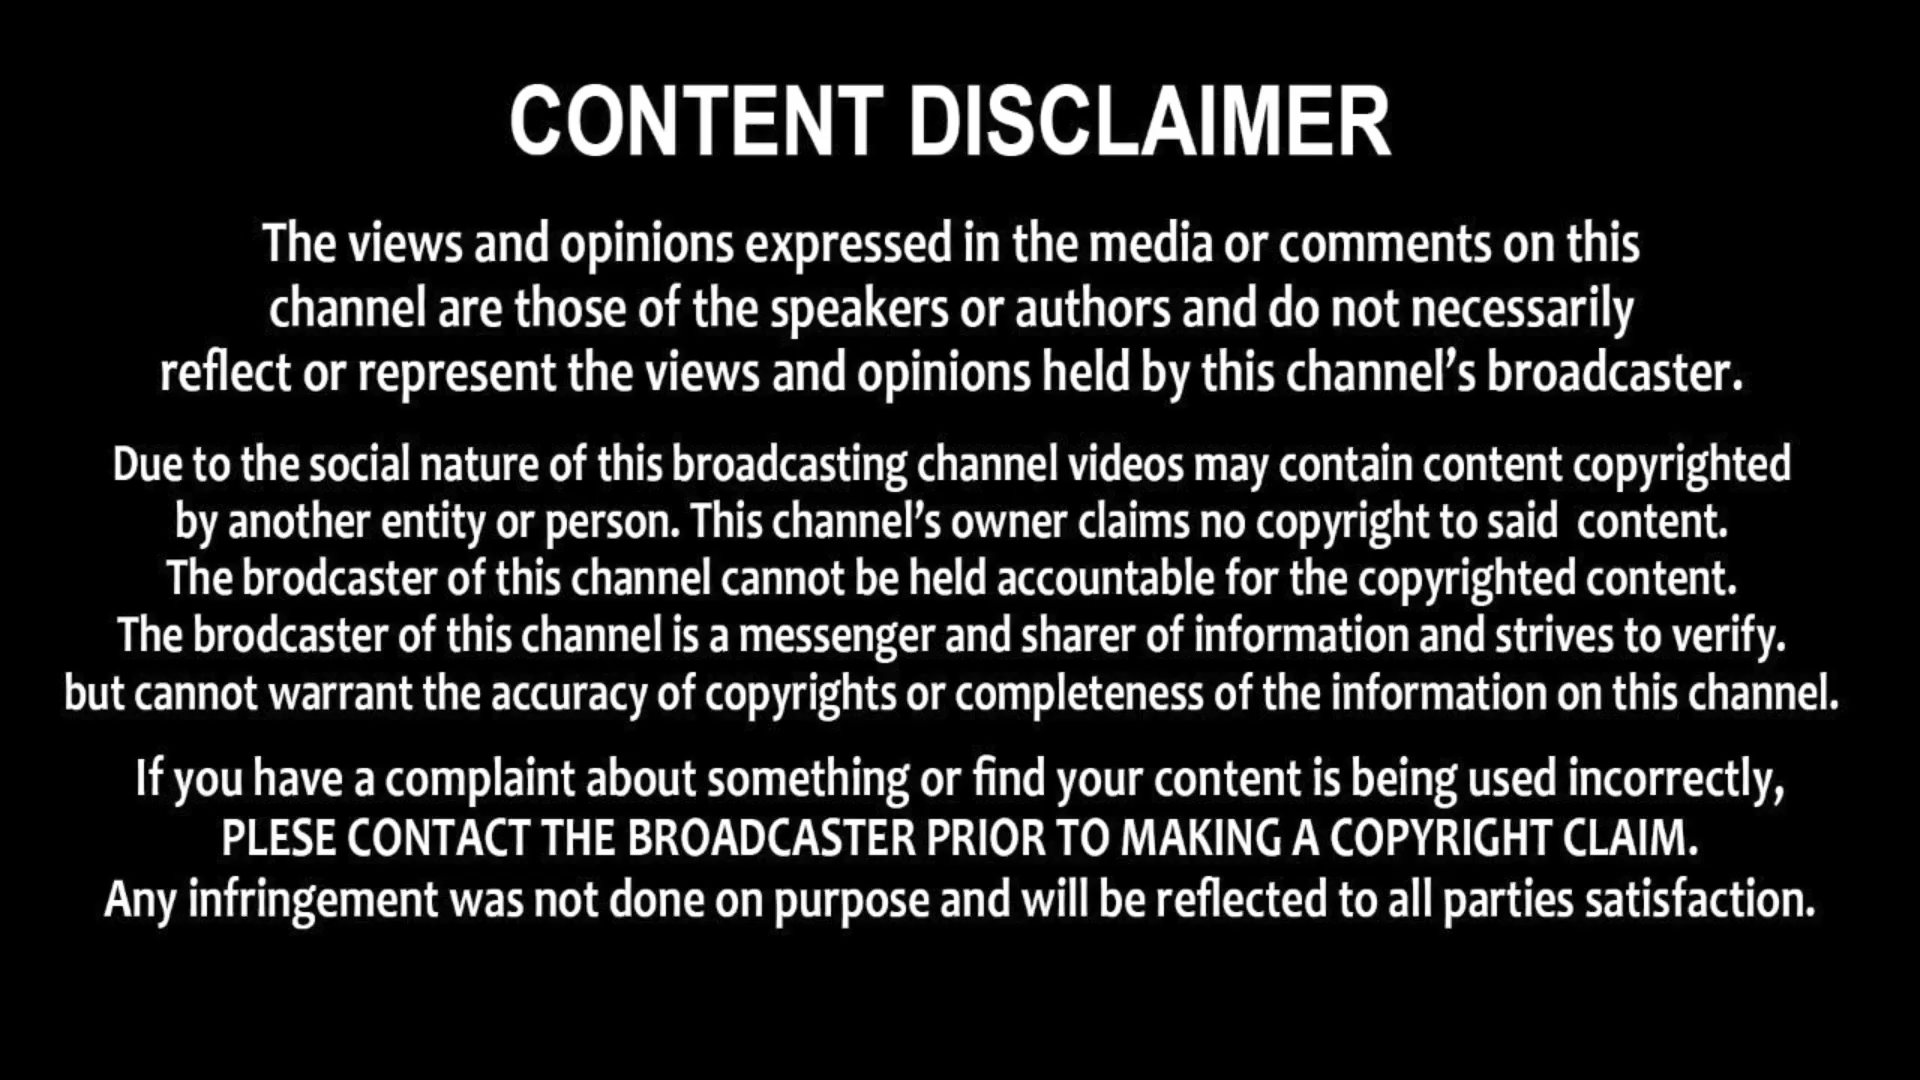 CONTENT DISCLAIMER
The views and opinions expressed in the media or comments on this
channel are those of the speakers or authors and do not necessarily
reflect or represent the views and opinions held by this channel’s broadcaster.
Due to the social nature of this broadcasting channel videos may contain content copyrighted
by another entity or person. This channel’s owner claims no copyright to said content.
The brodcaster of this channel cannot be held accountable for the copyrighted content.
The brodcaster of this channel is a messenger and sharer of information and strives to verify.
but cannot warrant the accuracy of copyrights or completeness of the information on this channel.
If you have a complaint about something or find your content is being used incorrectly,
PLESE CONTACT THE BROADCASTER PRIOR TO MAKING A COPYRIGHT CLAIM.
Any infringement was not done on purpose and will be reflected to all parties satisfaction.